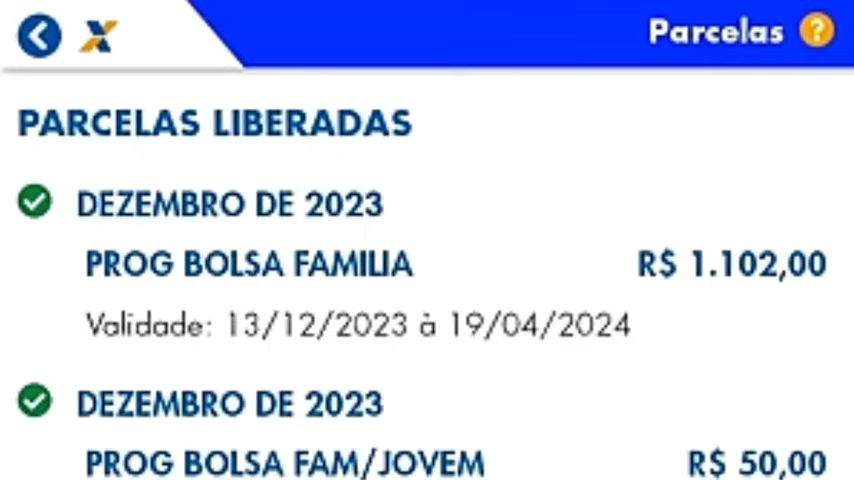 Parcelas ?
PARCELAS LIBERADAS
DEZEMBRO DE 2023
PROG BOLSA FAMILIA R$ 1.102,00
Validade: 13/12/2023 à 19/04/2024
DEZEMBRO DE 2023
PROG BOLSA FAM/JOVEM R$ 50,00